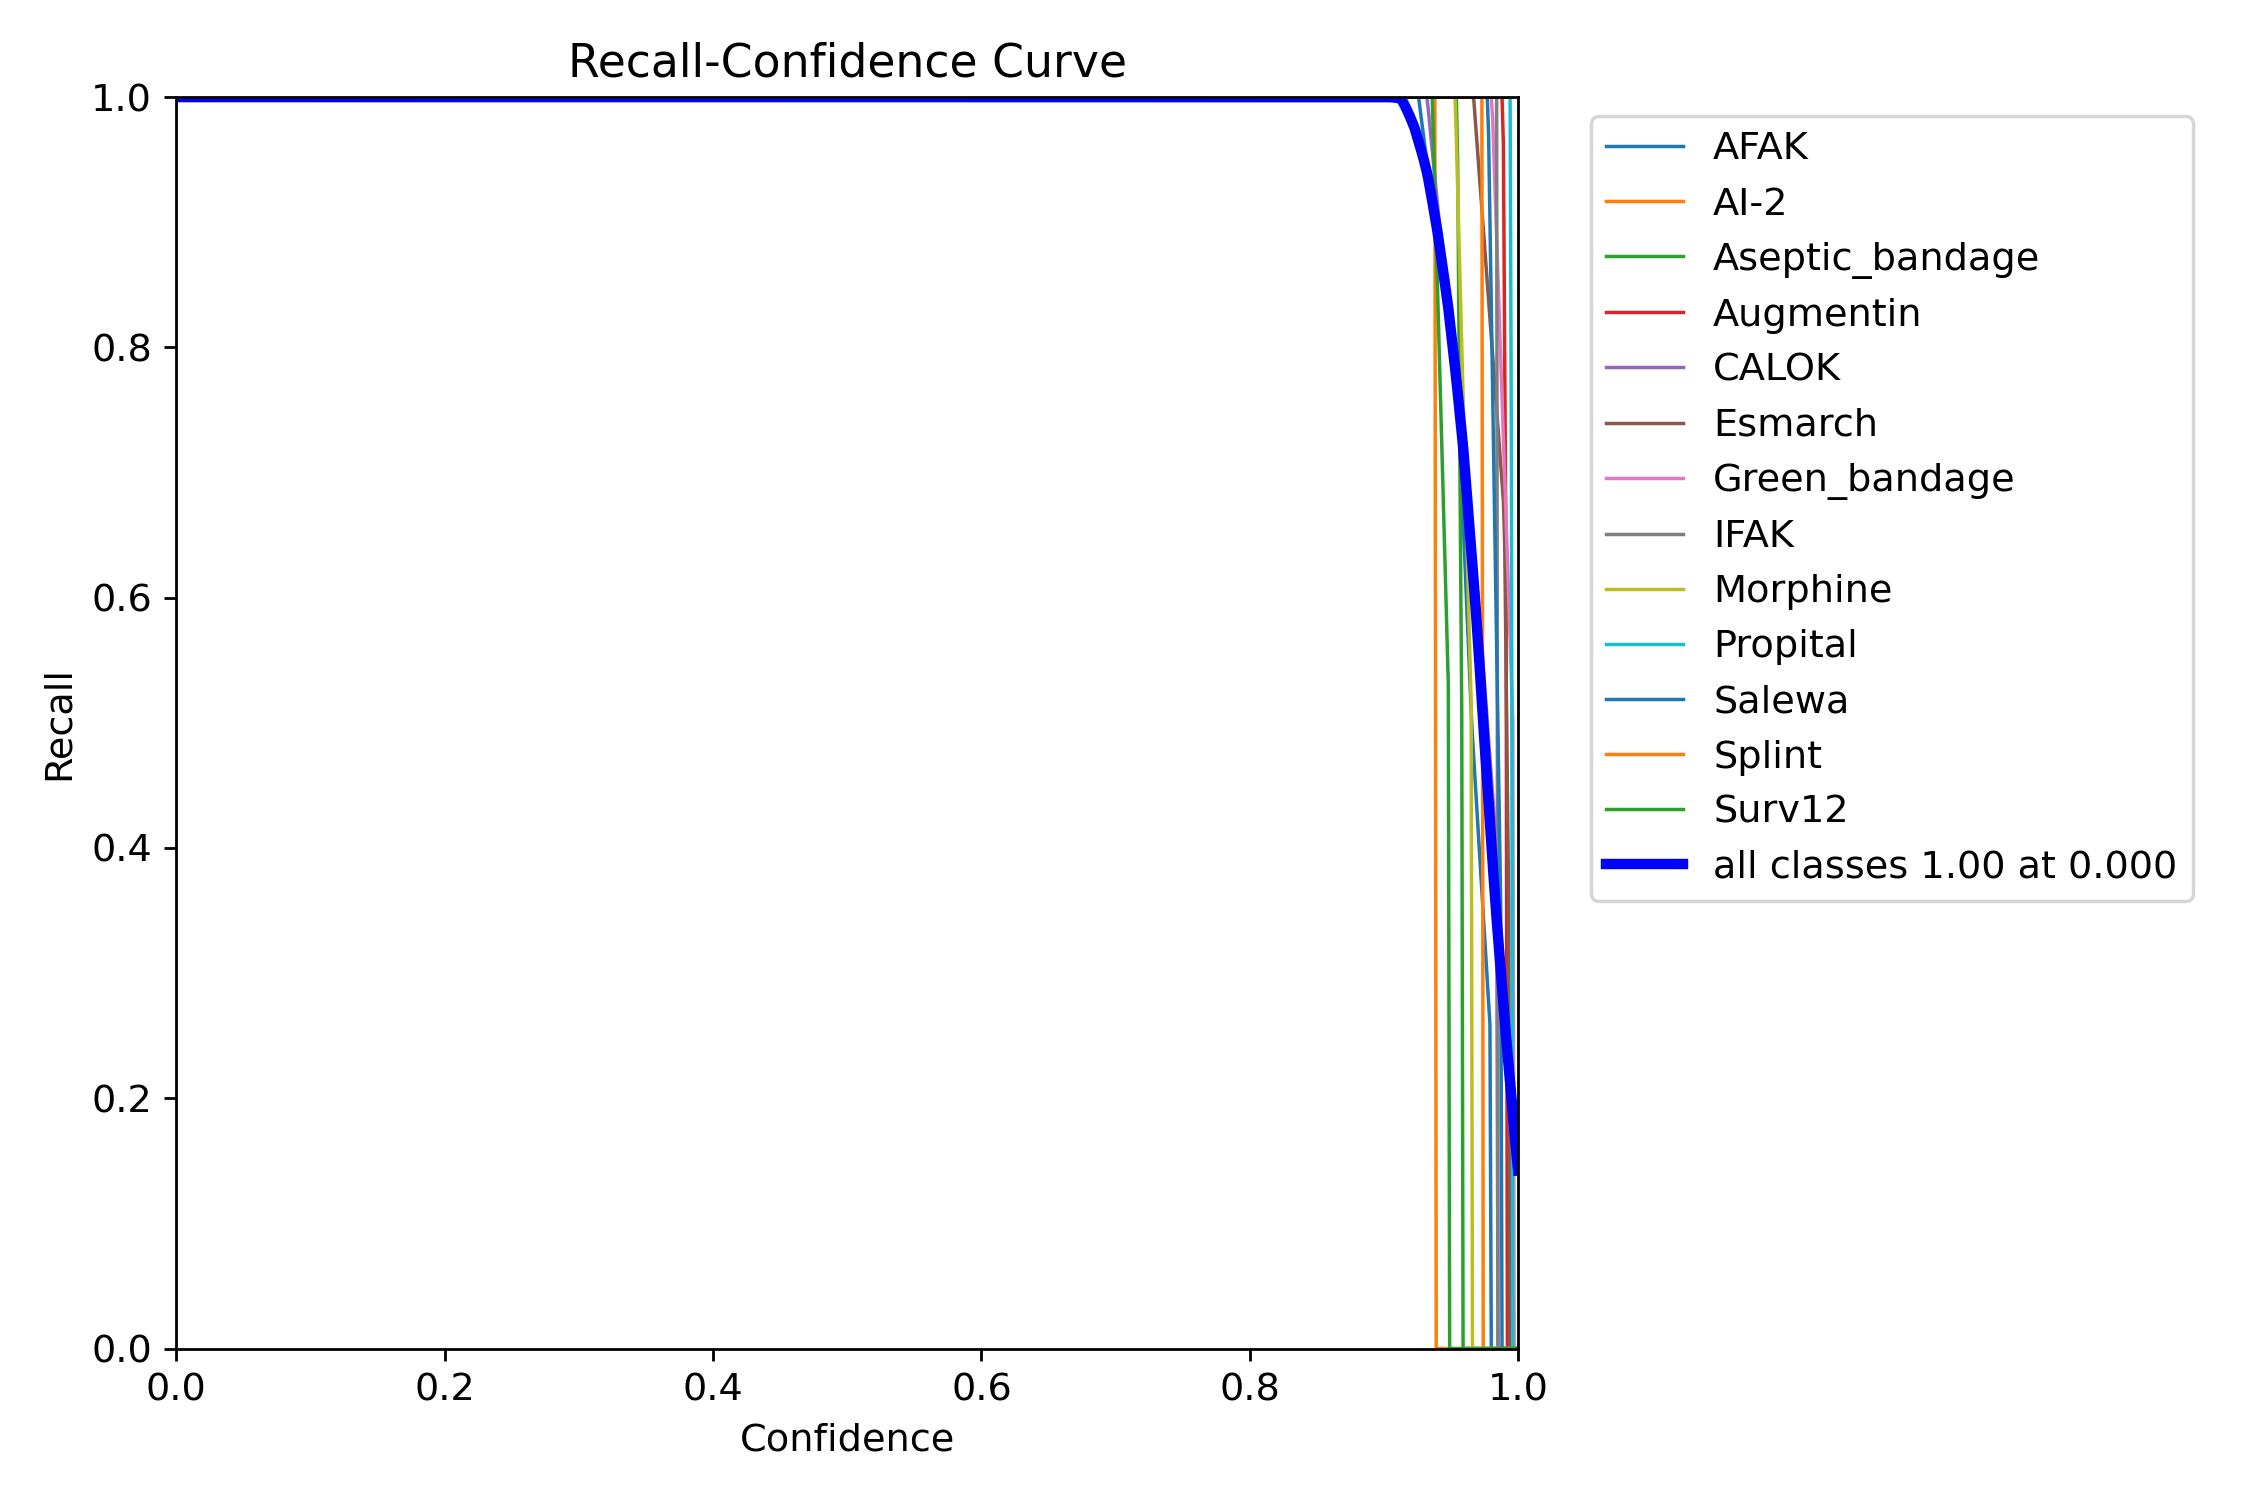 Recall-Confidence Curve
1.0
0.8
0.6
0.4
0.2
0.0
Recall
0.0 0.2 0.4 0.6 0.8 1.0
Confidence
AFAK
AI-2
Aseptic_bandage
Augmentin
CALOK
Esmarch
Green_bandage
IFAK
Morphine
Propital
Salewa
Splint
Surv12
all classes 1.00 at 0.000